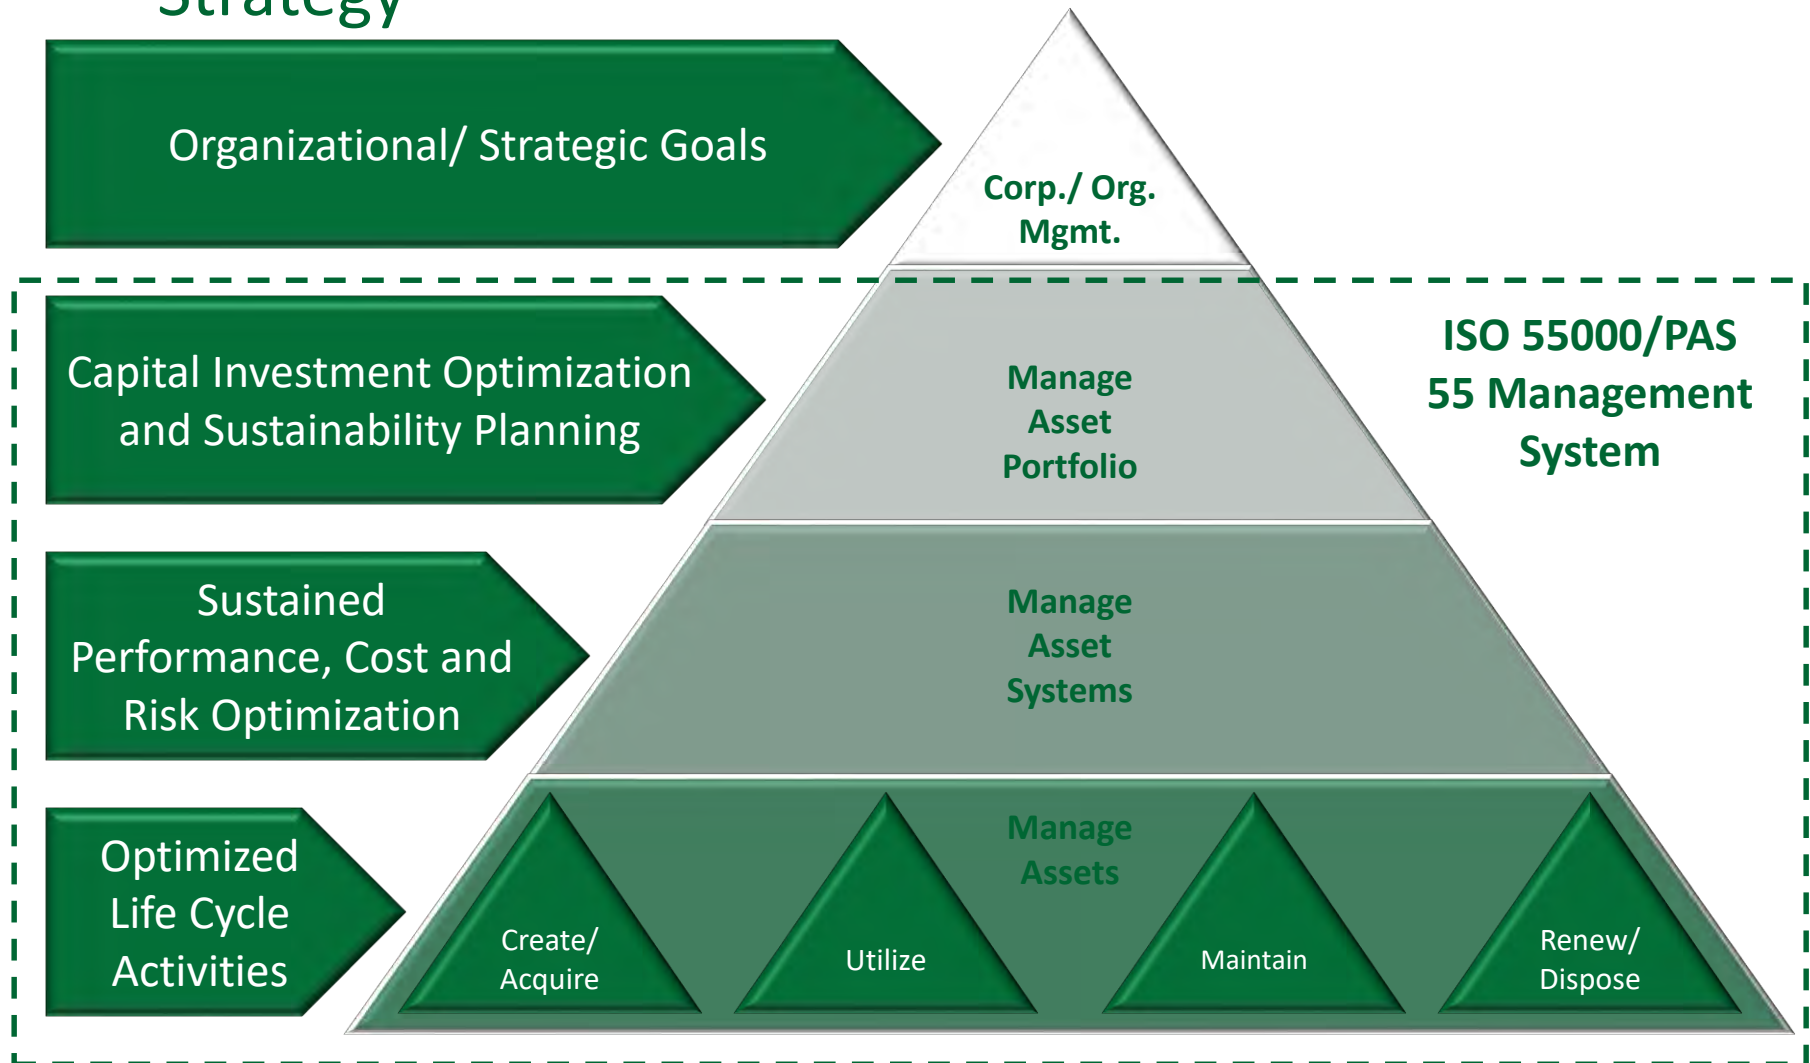 Strategy
Organizational/ Strategic Goals
Corp./ Org.
Mgmt.
Capital Investment Optimization
and Sustainability Planning
Manage
Asset
Portfolio
ISO 55000/PAS
55 Management
System
Sustained
Performance, Cost and
Risk Optimization
Manage
Asset
Systems
Optimized
Life Cycle
Activities
Manage
Assets
Create/
Acquire
Utilize
Maintain
Renew/
Dispose